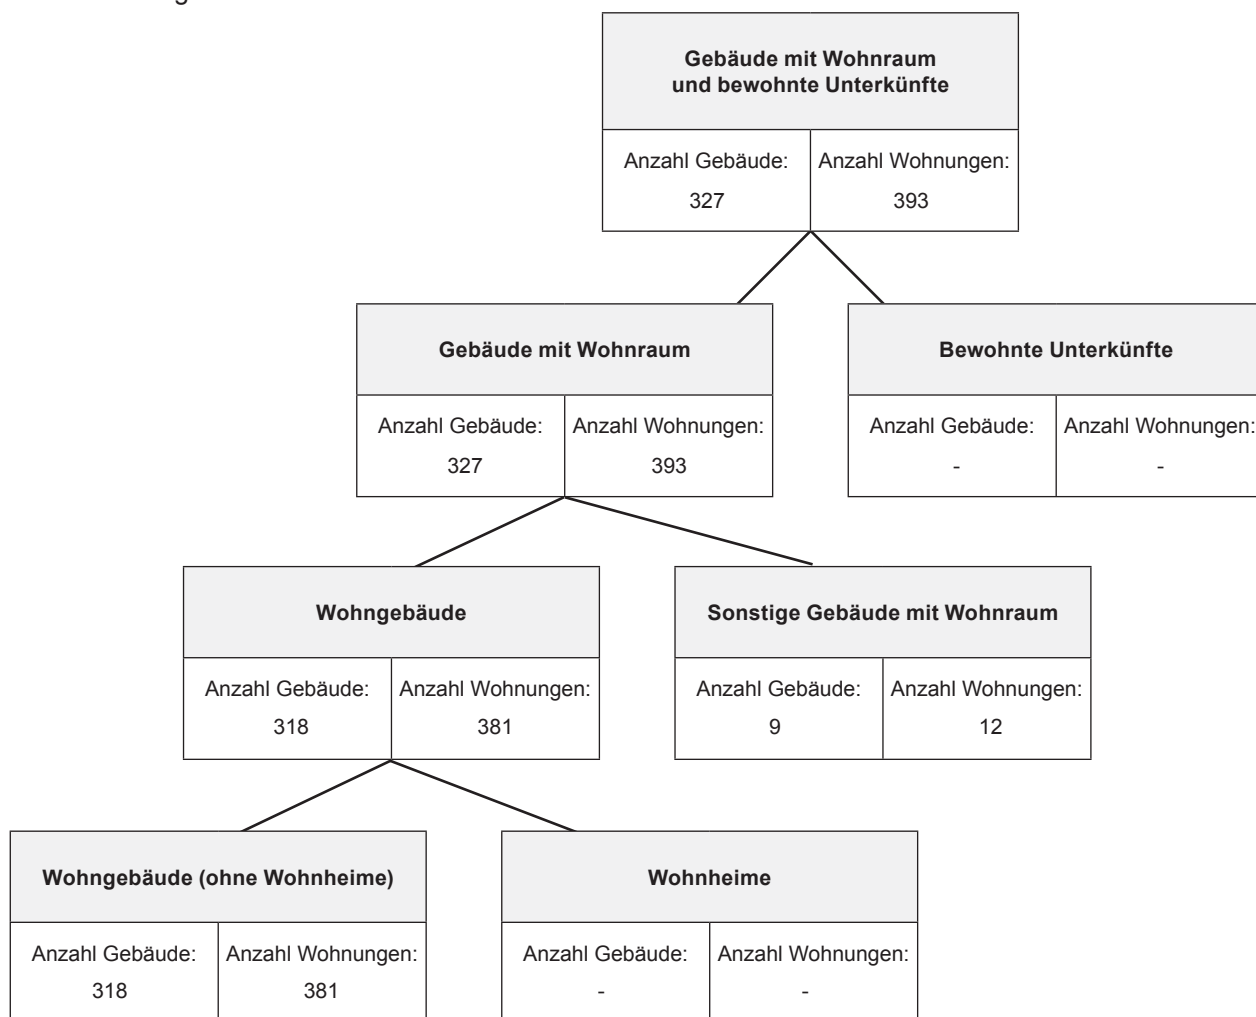 Gebäude mit Wohnraum
und bewohnte Unterkünfte
Anzahl Gebäude: Anzahl Wohnungen:
327 393
Gebäude mit Wohnraum
Anzahl Gebäude: Anzahl Wohnungen:
327 393
Bewohnte Unterkünfte
Anzahl Gebäude: Anzahl Wohnungen:
- -
Wohngebäude
Anzahl Gebäude: Anzahl Wohnungen:
318 381
Sonstige Gebäude mit Wohnraum
Anzahl Gebäude: Anzahl Wohnungen:
9 12
Wohngebäude (ohne Wohnheime)
Anzahl Gebäude: Anzahl Wohnungen:
318 381
Wohnheime
Anzahl Gebäude: Anzahl Wohnungen:
- -